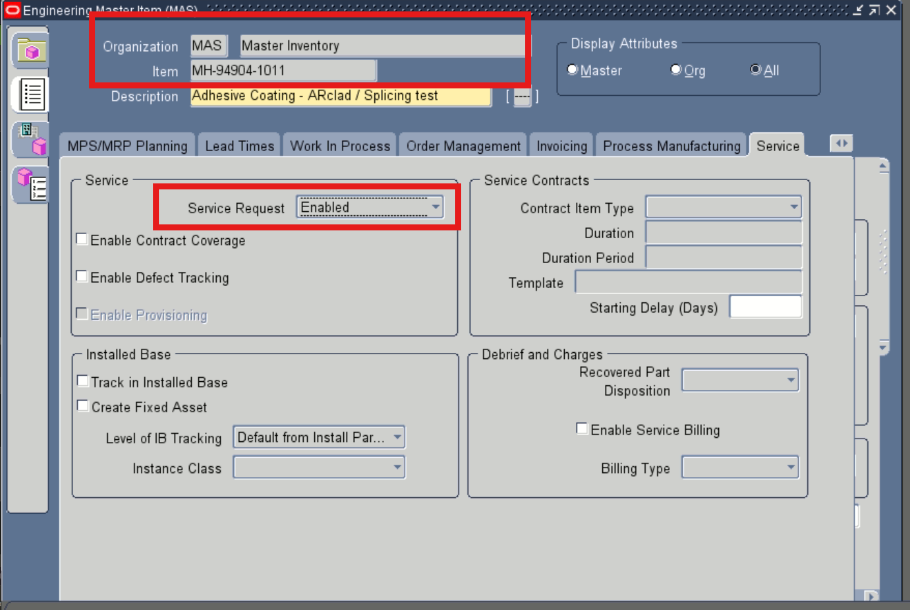 Engineering Master Item (MAS)
Organization MAS Master Inventory
Item MH-94904-1011
Description Adhesive Coating - ARclad / Splicing test [ ---- ]
Display Attributes
Master Org All
MPS/MRP Planning Lead Times Work In Process Order Management Invoicing Process Manufacturing Service
Service
Service Request Enabled
Enable Contract Coverage
Enable Defect Tracking
Enable Provisioning
Service Contracts
Contract Item Type
Duration
Duration Period
Template
Starting Delay (Days)
Installed Base
Track in Installed Base
Create Fixed Asset
Level of IB Tracking Default from Install Par...
Instance Class
Debrief and Charges
Recovered Part
Disposition
Enable Service Billing
Billing Type